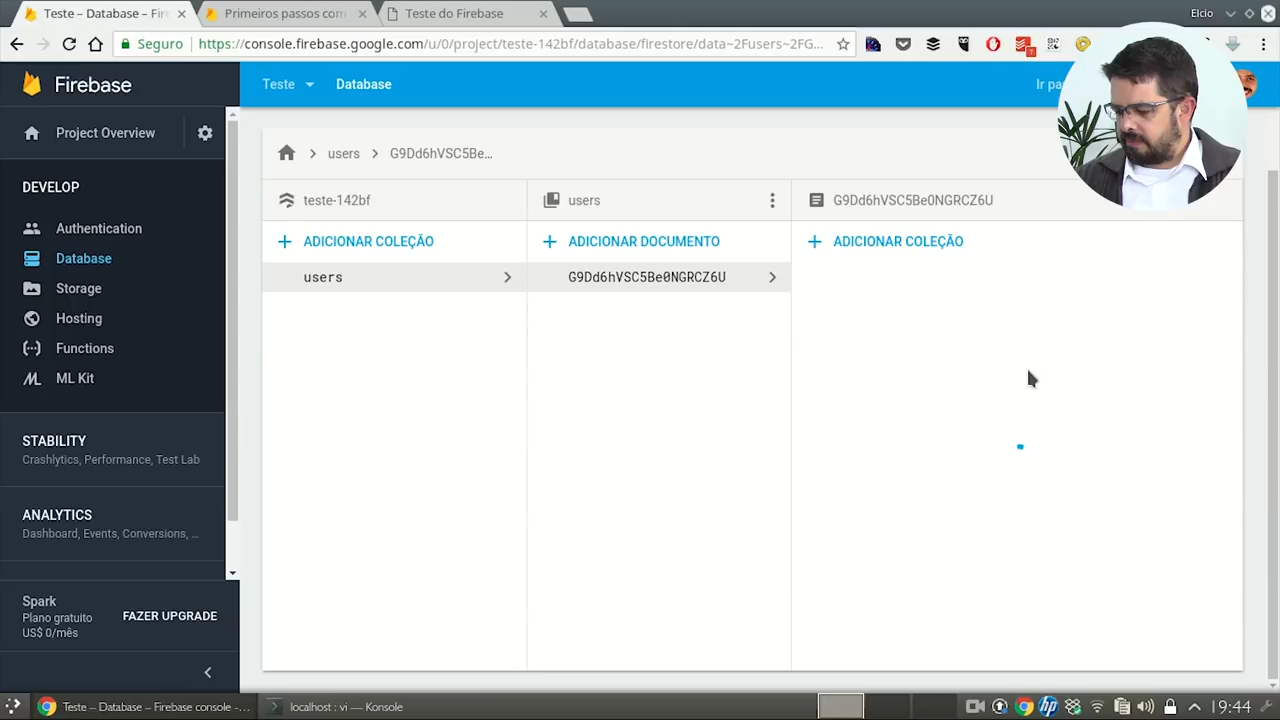 Teste – Database – Fire
Primeiros passos com
Teste do Firebase
Elcio
Seguro
https://console.firebase.google.com/u/0/project/teste-142bf/database/firestore/data~2Fusers~2FG...
7
Firebase
Teste
Database
Ir pa
Project Overview
users
G9Dd6hVSC5Be...
DEVELOP
teste-142bf
users
G9Dd6hVSC5Be0NGRCZ6U
Authentication
ADICIONAR COLEÇÃO
ADICIONAR DOCUMENTO
ADICIONAR COLEÇÃO
Database
users
G9Dd6hVSC5Be0NGRCZ6U
Storage
Hosting
Functions
ML Kit
STABILITY
Crashlytics, Performance, Test Lab
ANALYTICS
Dashboard, Events, Conversions, ...
Spark
Plano gratuito
US$ 0/mês
FAZER UPGRADE
Teste – Database – Firebase console -...
localhost : vi — Konsole
19:44